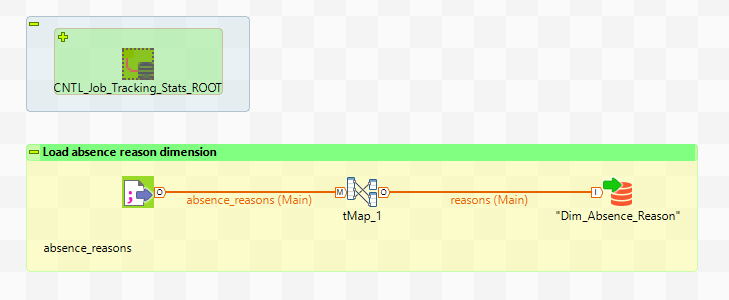 CNTL_Job_Tracking_Stats_ROOT
Load absence reason dimension
absence_reasons (Main)
reasons (Main)
O
M
O
I
tMap_1
"Dim_Absence_Reason"
absence_reasons